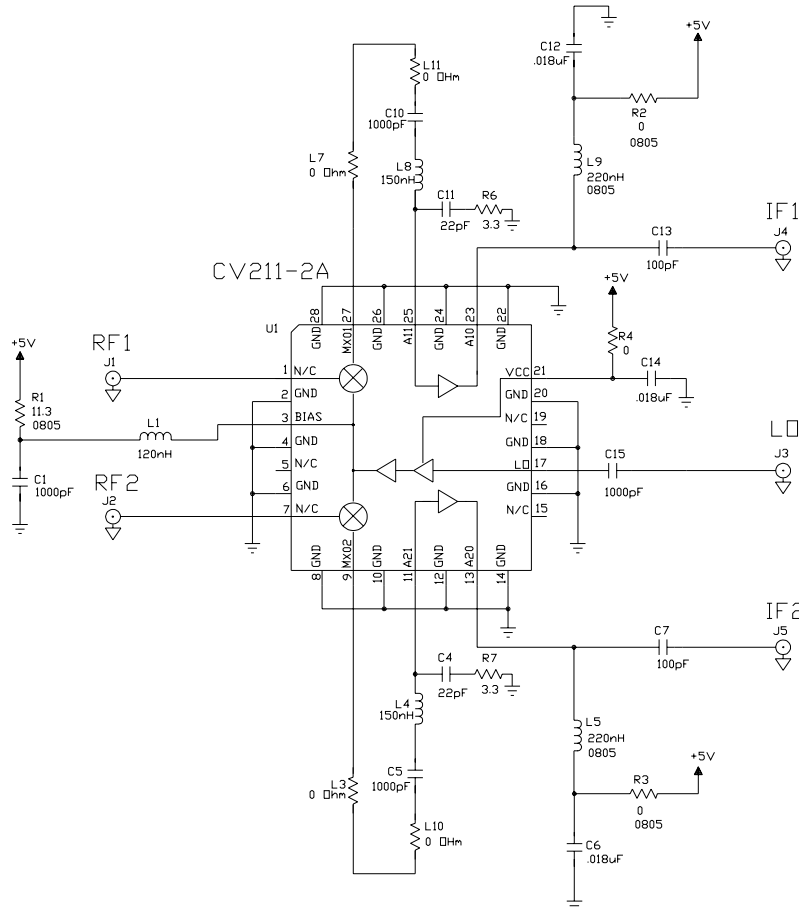 C12
.018uF
+5V
R2
0
0805
L11
0 OHm
C10
1000pF
L7
0 Ohm
L8
150nH
C11
22pF
R6
3.3
L9
220nH
0805
C13
100pF
IF1
J4
CV211-2A
U1
GND 28
MX01 27
GND 26
A11 25
GND 24
A10 23
GND 22
+5V
R4
0
C14
.018uF
RF1
J1
1 N/C
2 GND
3 BIAS
4 GND
5 N/C
6 GND
7 N/C
VCC 21
GND 20
N/C 19
GND 18
LO 17
GND 16
N/C 15
+5V
R1
11.3
0805
L1
120nH
C1
1000pF
RF2
J2
C15
1000pF
LO
J3
8 GND
9 MX02
10 GND
11 A21
12 GND
13 A20
14 GND
C4
22pF
R7
3.3
L4
150nH
C5
1000pF
L3
0 Ohm
L10
0 OHm
C7
100pF
IF2
J5
L5
220nH
0805
+5V
R3
0
0805
C6
.018uF